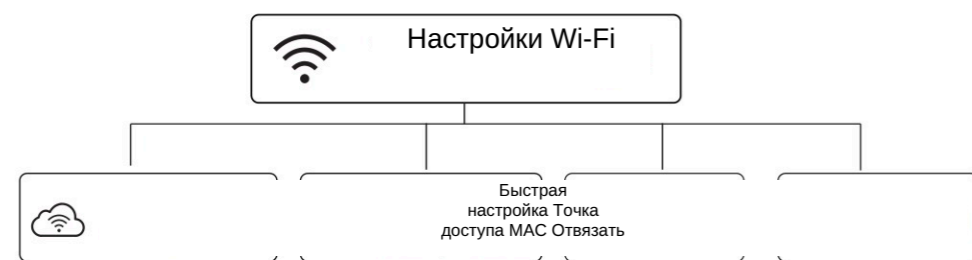 Настройки Wi-Fi
Быстрая
настройка Точка
доступа MAC Отвязать